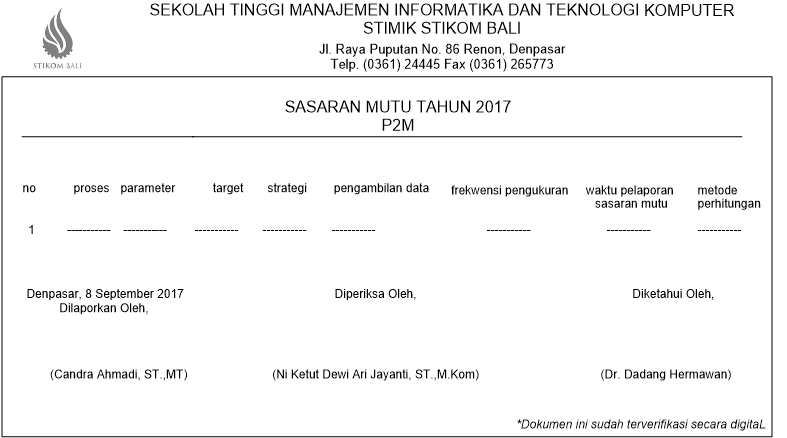 SEKOLAH TINGGI MANAJEMEN INFORMATIKA DAN TEKNOLOGI KOMPUTER
STIMIK STIKOM BALI
Jl. Raya Puputan No. 86 Renon, Denpasar
Telp. (0361) 24445 Fax (0361) 265773
STIKOM BALI
SASARAN MUTU TAHUN 2017
P2M
no proses parameter target strategi pengambilan data frekwensi pengukuran waktu pelaporan sasaran mutu metode perhitungan
1 ----------- ----------- ----------- ----------- ----------- ----------- ----------- -----------
Denpasar, 8 September 2017
Dilaporkan Oleh, Diperiksa Oleh, Diketahui Oleh,
(Candra Ahmadi, ST.,MT) (Ni Ketut Dewi Ari Jayanti, ST.,M.Kom) (Dr. Dadang Hermawan)
*Dokumen ini sudah terverifikasi secara digitaL